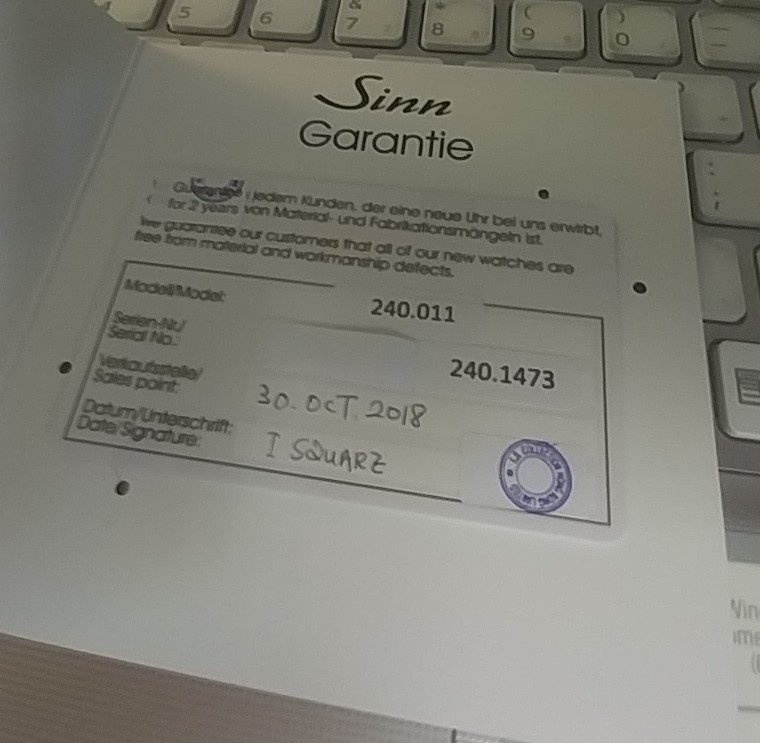 5 6 & 7 * 8 ( 9 ) 0
Sinn
Garantie
jedem Kunden, der eine neue Uhr bei uns erwirbt,
for 2 years von Material- und Fabrikationsmängeln ist.
We guarantee our customers that all of our new watches are
free from material and workmanship defects.
Modell/Model: 240.011
Serien-Nr./
Serial No.: 240.1473
Verkaufsstelle/
Sales point: 30. OCT. 2018
Datum/Unterschrift:
Date/Signature: I SQUARZ